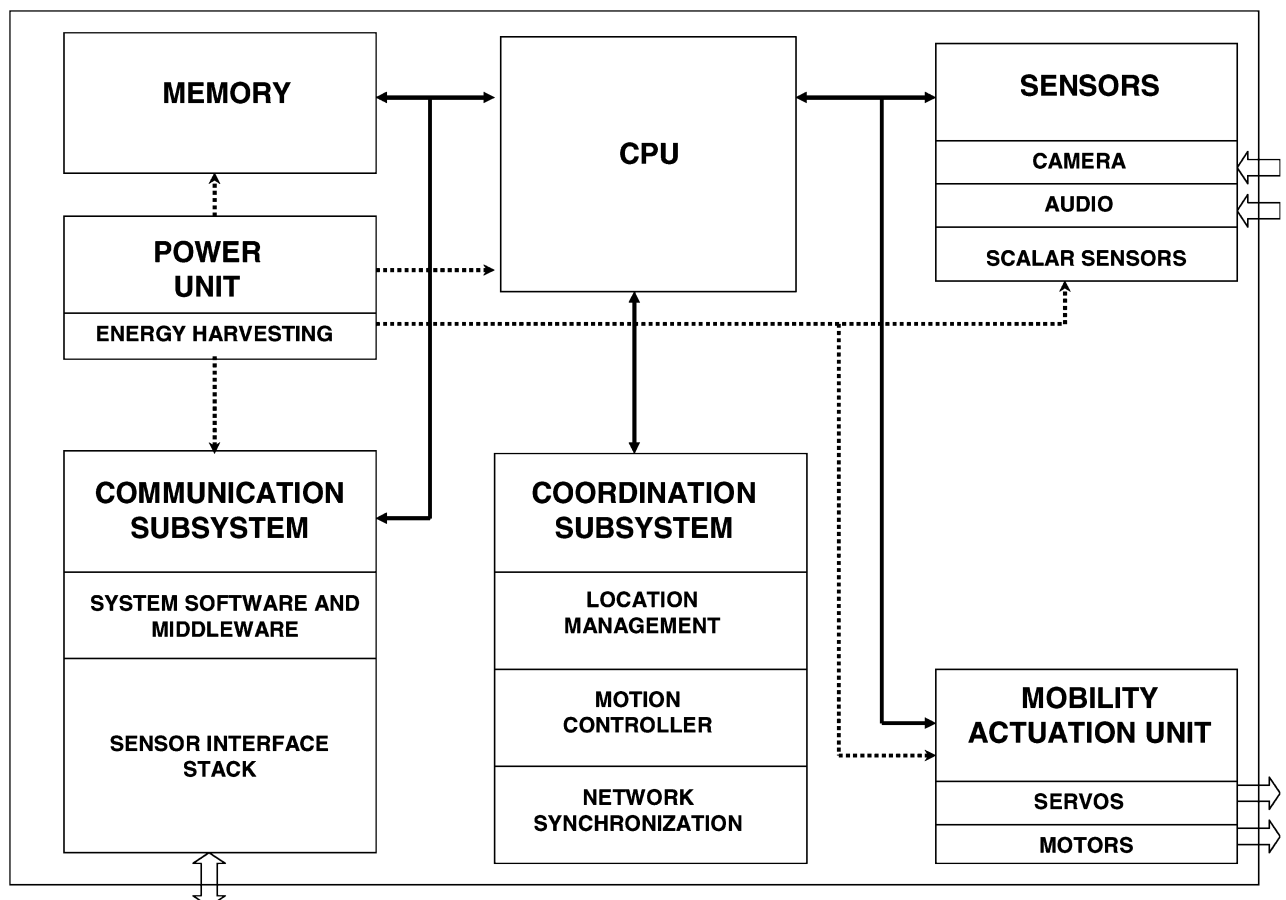 MEMORY
CPU
SENSORS
CAMERA
AUDIO
SCALAR SENSORS
POWER
UNIT
ENERGY HARVESTING
COMMUNICATION
SUBSYSTEM
SYSTEM SOFTWARE AND
MIDDLEWARE
SENSOR INTERFACE
STACK
COORDINATION
SUBSYSTEM
LOCATION
MANAGEMENT
MOTION
CONTROLLER
NETWORK
SYNCHRONIZATION
MOBILITY
ACTUATION UNIT
SERVOS
MOTORS